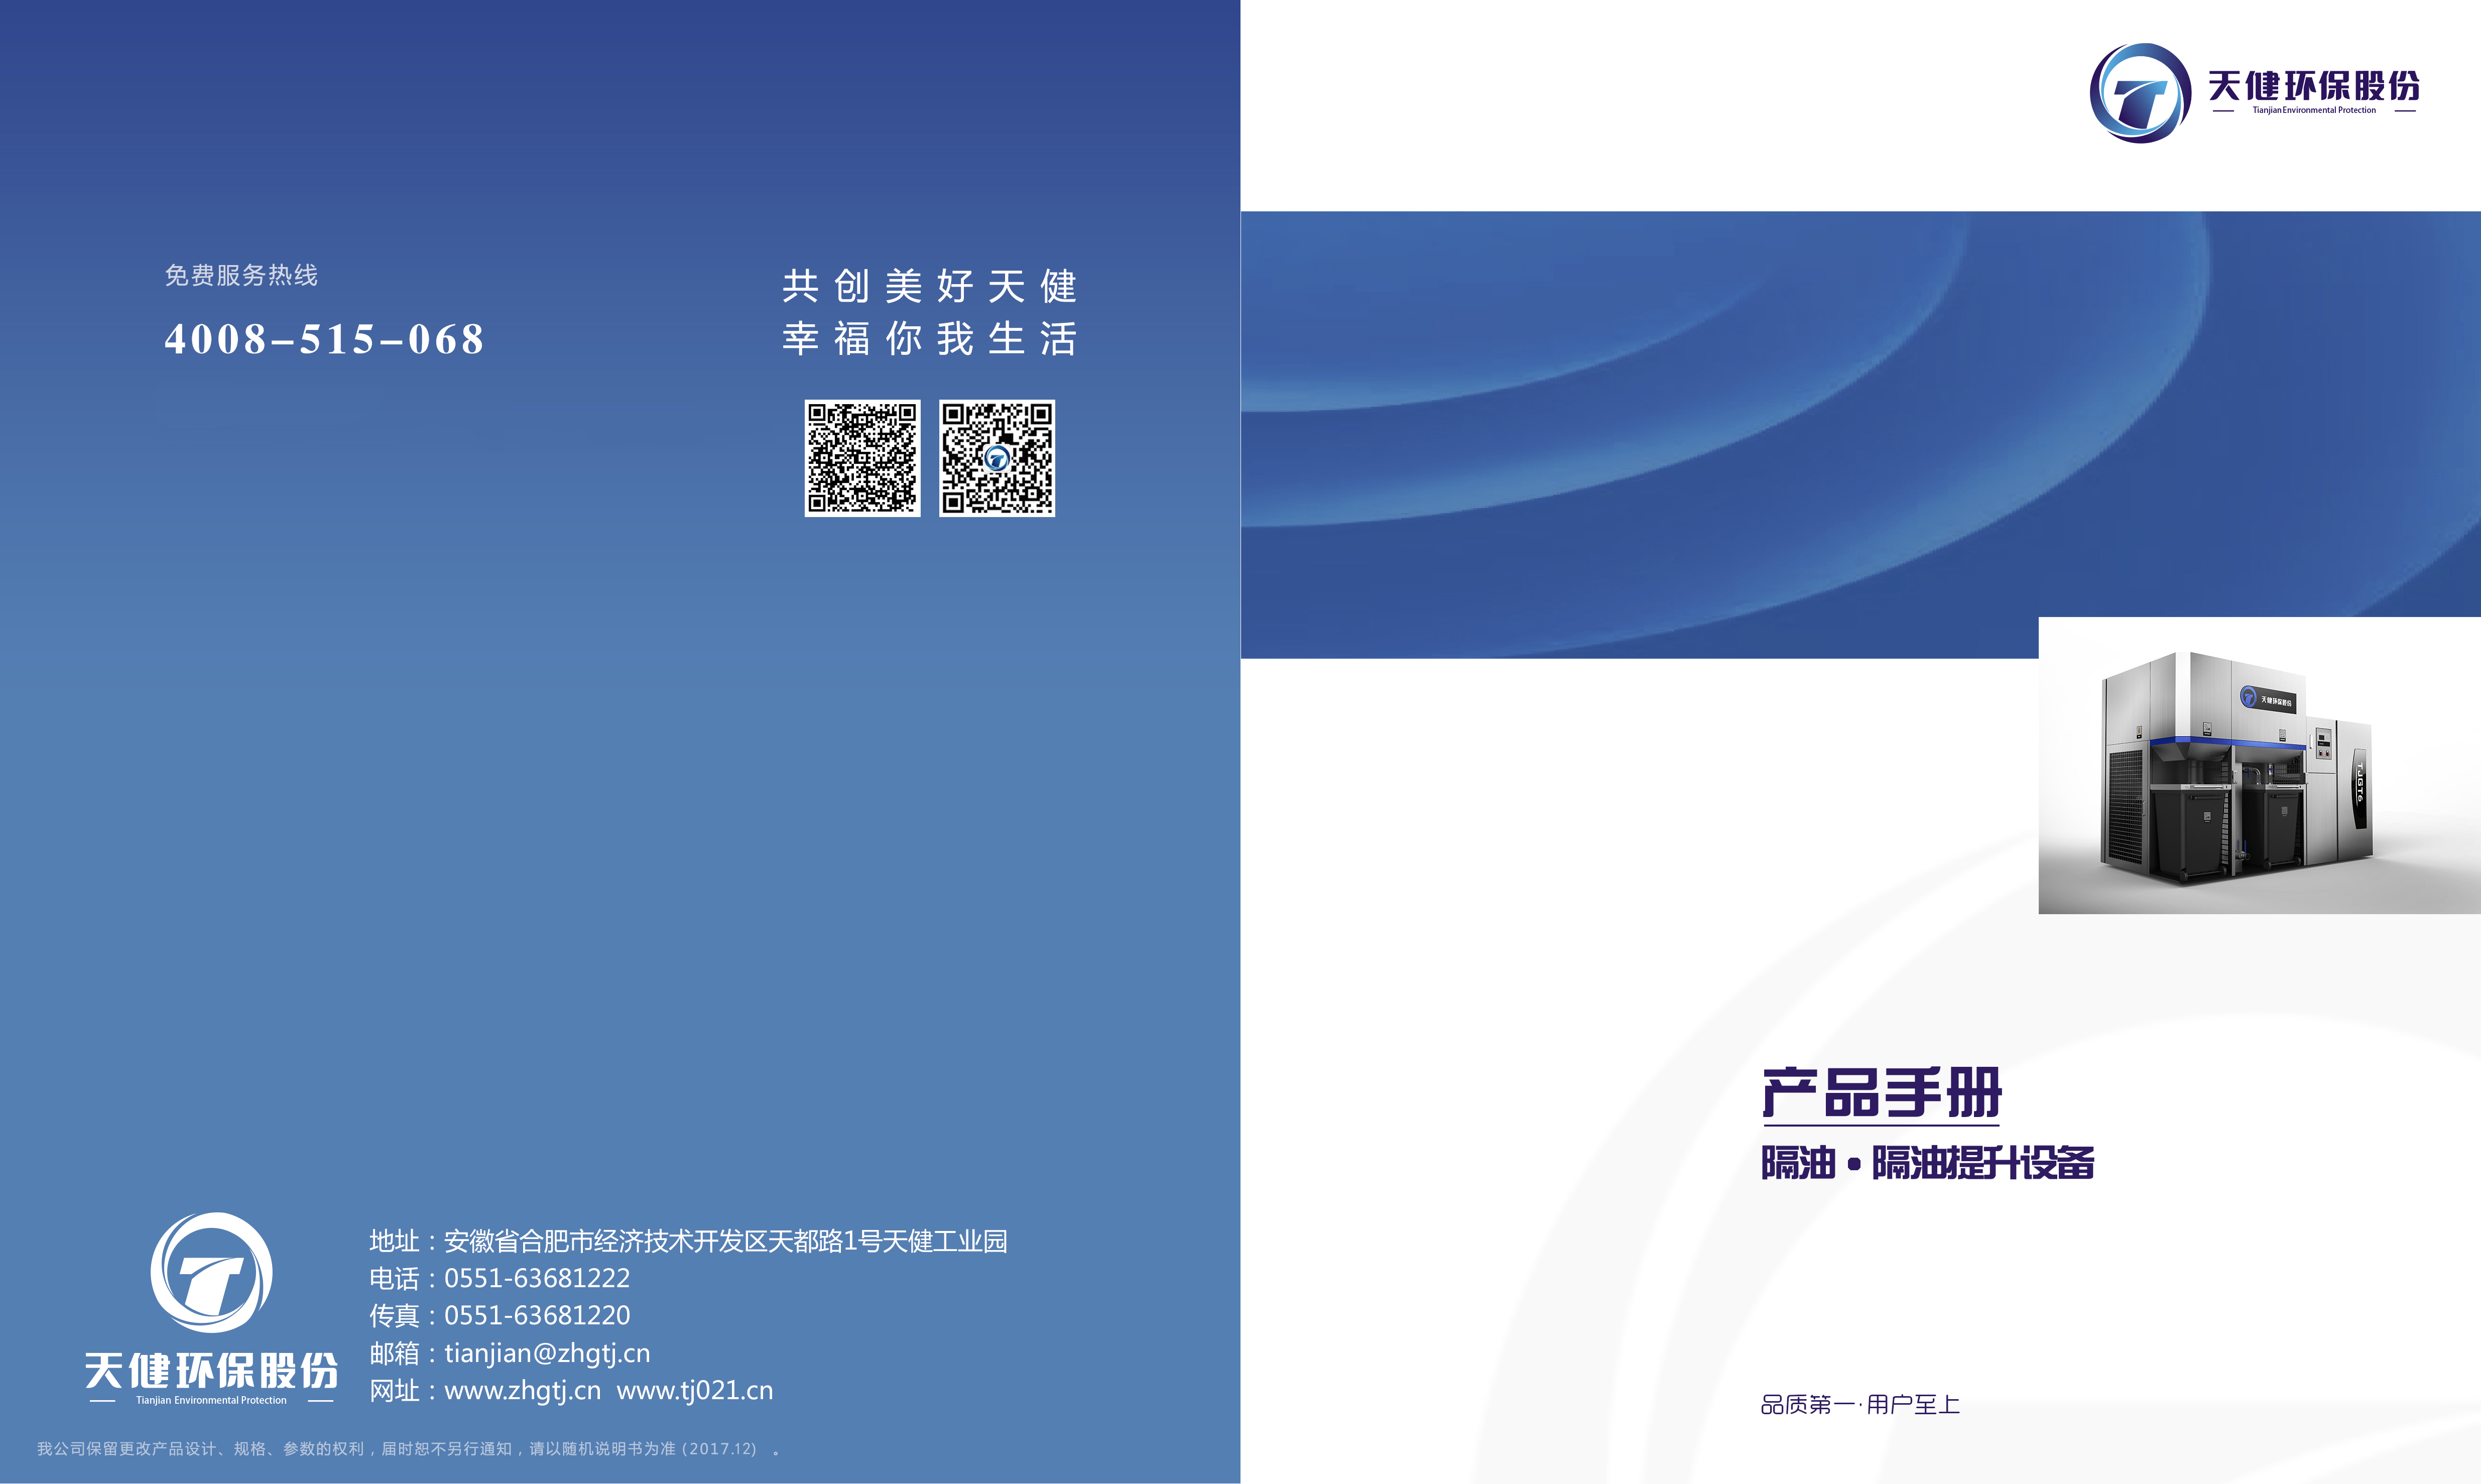 免费服务热线
4008-515-068
共创美好天健
幸福你我生活
天健环保股份
Tianjian Environmental Protection
地址：安徽省合肥市经济技术开发区天都路1号天健工业园
电话：0551-63681222
传真：0551-63681220
邮箱：tianjian@zhgtj.cn
网址：www.zhgtj.cn www.tj021.cn
我公司保留更改产品设计、规格、参数的权利，届时恕不另行通知，请以随机说明书为准 (2017.12) 。
天健环保股份
Tianjian Environmental Protection
天健环保股份
TJGT6
产品手册
隔油·隔油提升设备
品质第一·用户至上